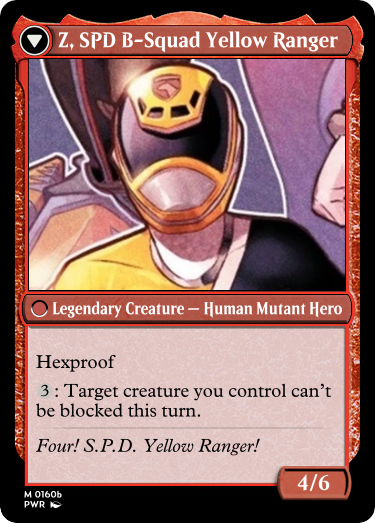 Z, SPD B-Squad Yellow Ranger
Legendary Creature — Human Mutant Hero
Hexproof
3: Target creature you control can't
be blocked this turn.
Four! S.P.D. Yellow Ranger!
4/6
M 0160b
PWR